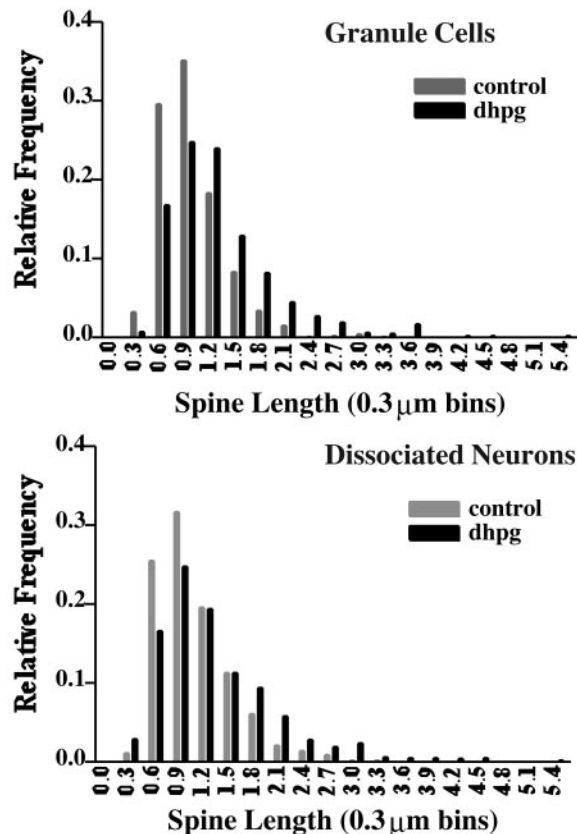 Granule Cells
control
dhpg
Relative Frequency
0.4
0.3
0.2
0.1
0.0
0.0 0.3 0.6 0.9 1.2 1.5 1.8 2.1 2.4 2.7 3.0 3.3 3.6 3.9 4.2 4.5 4.8 5.1 5.4
Spine Length (0.3µm bins)
Dissociated Neurons
control
dhpg
Relative Frequency
0.4
0.3
0.2
0.1
0.0
0.0 0.3 0.6 0.9 1.2 1.5 1.8 2.1 2.4 2.7 3.0 3.3 3.6 3.9 4.2 4.5 4.8 5.1 5.4
Spine Length (0.3µm bins)